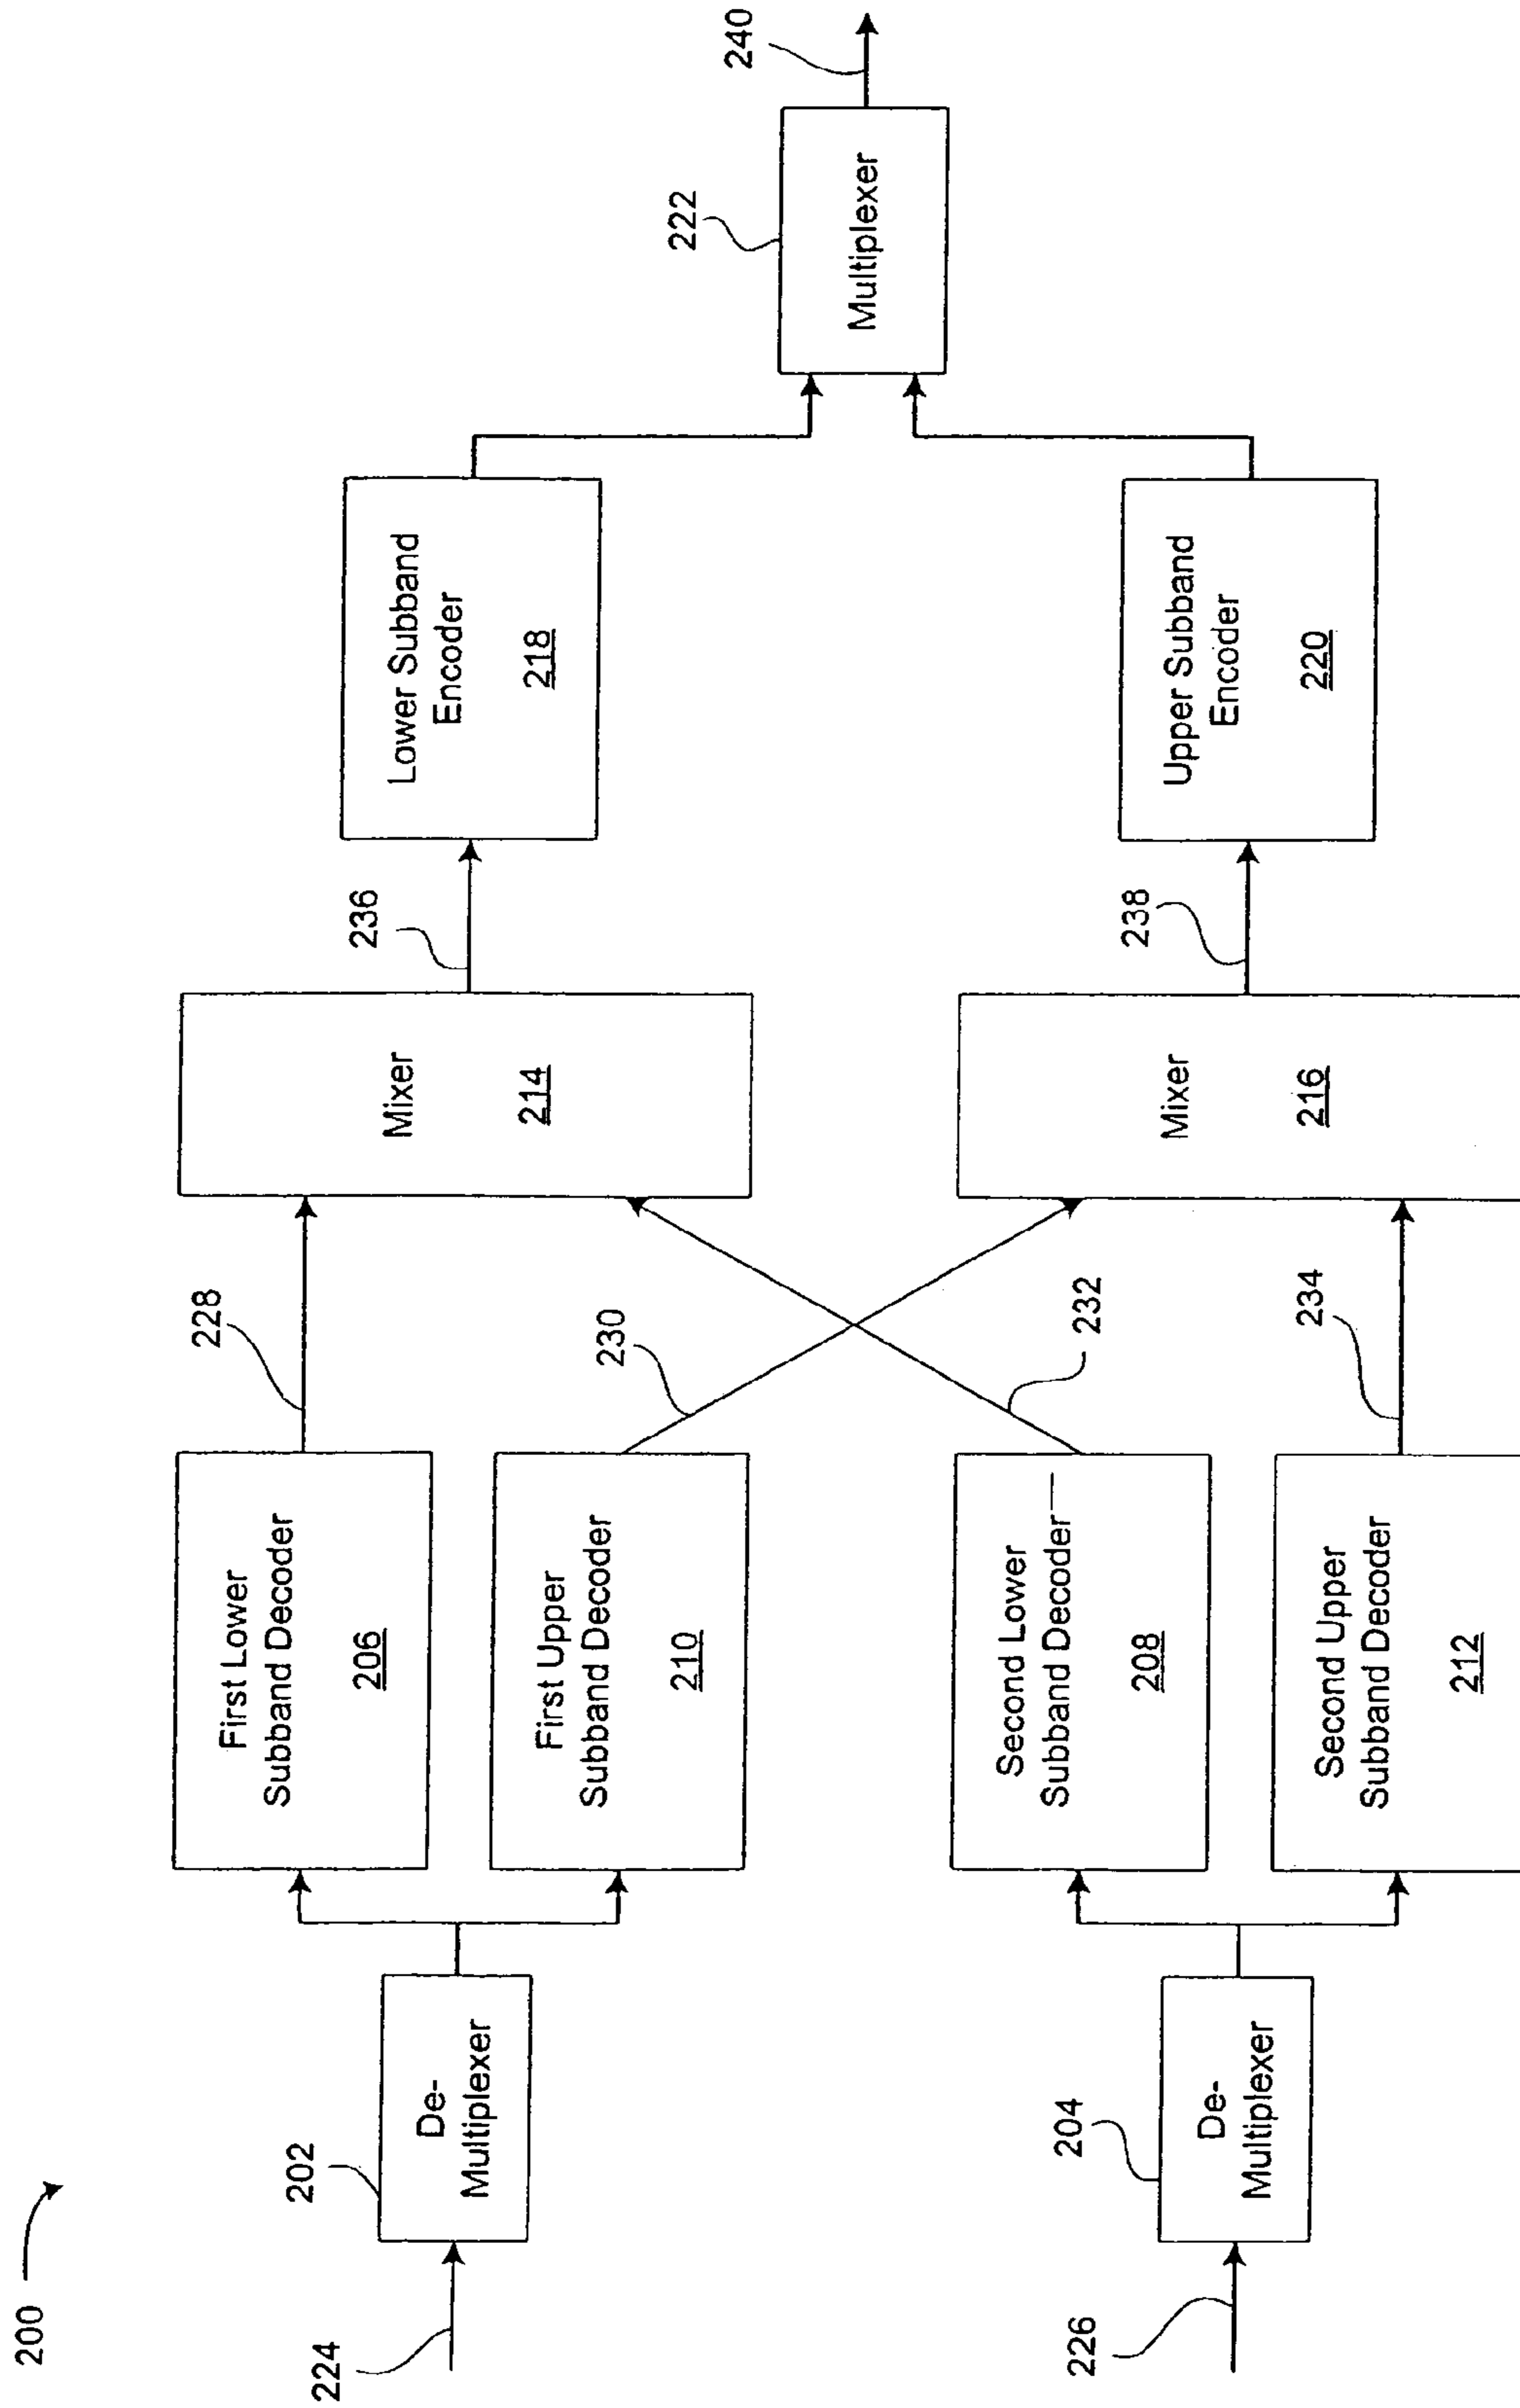 200
224
202
De-
Multiplexer
226
204
De-
Multiplexer
First Lower
Subband Decoder
206
First Upper
Subband Decoder
210
Second Lower
Subband Decoder
208
Second Upper
Subband Decoder
212
228
230
232
234
Mixer
214
Mixer
216
236
238
Lower Subband
Encoder
218
Upper Subband
Encoder
220
222
Multiplexer
240